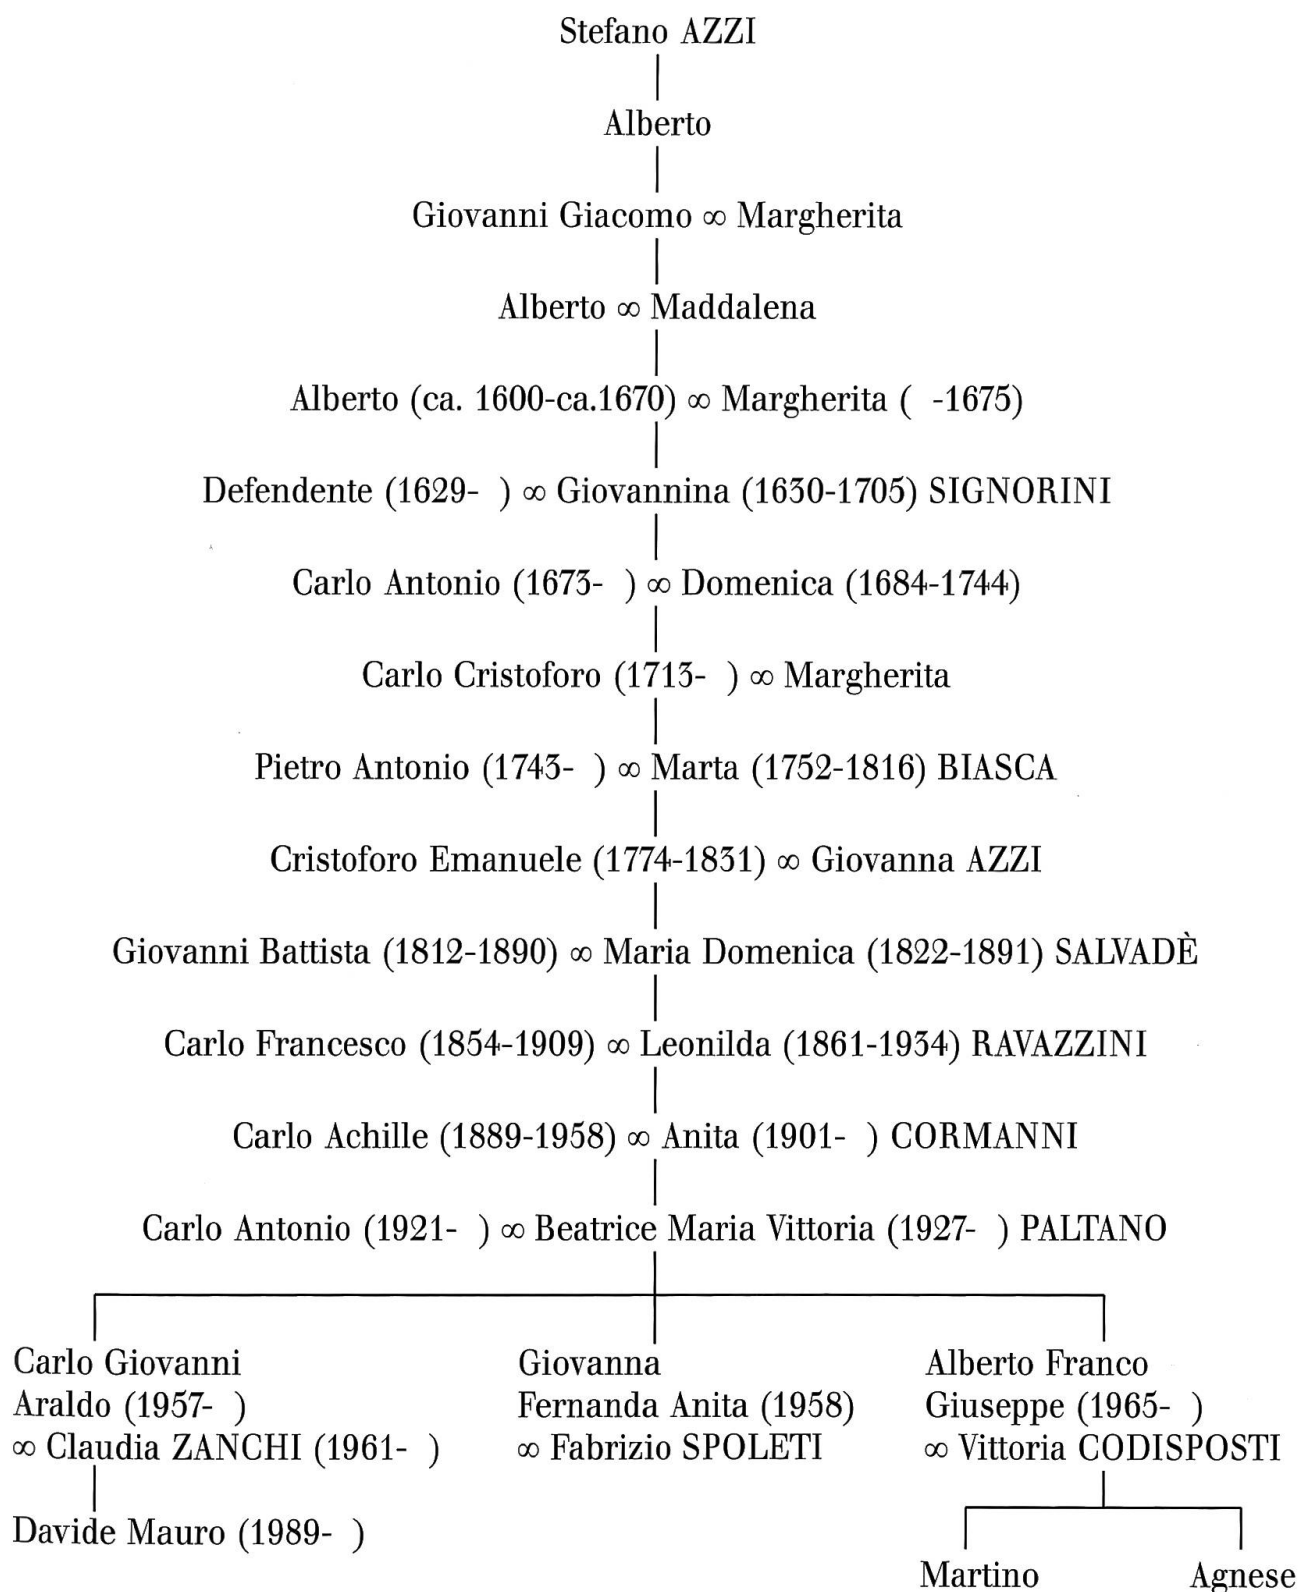 Stefano AZZI
Alberto
Giovanni Giacomo ∞ Margherita
Alberto ∞ Maddalena
Alberto (ca. 1600-ca.1670) ∞ Margherita (  -1675)
Defendente (1629-  ) ∞ Giovannina (1630-1705) SIGNORINI
Carlo Antonio (1673-  ) ∞ Domenica (1684-1744)
Carlo Cristoforo (1713-  ) ∞ Margherita
Pietro Antonio (1743-  ) ∞ Marta (1752-1816) BIASCA
Cristoforo Emanuele (1774-1831) ∞ Giovanna AZZI
Giovanni Battista (1812-1890) ∞ Maria Domenica (1822-1891) SALVADÈ
Carlo Francesco (1854-1909) ∞ Leonilda (1861-1934) RAVAZZINI
Carlo Achille (1889-1958) ∞ Anita (1901-  ) CORMANNI
Carlo Antonio (1921-  ) ∞ Beatrice Maria Vittoria (1927-  ) PALTANO
Carlo Giovanni
Araldo (1957-  )
∞ Claudia ZANCHI (1961-  )
Davide Mauro (1989-  )
Giovanna
Fernanda Anita (1958)
∞ Fabrizio SPOLETI
Alberto Franco
Giuseppe (1965-  )
∞ Vittoria CODISPOSTI
Martino
Agnese